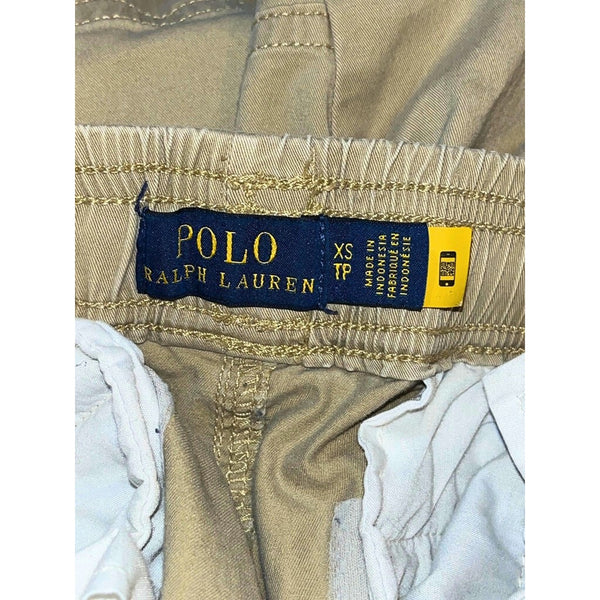 POLO
RALPH LAUREN
XS
TP
MADE IN
INDONESIA
FABRIQUÉ EN
INDONÉSIE